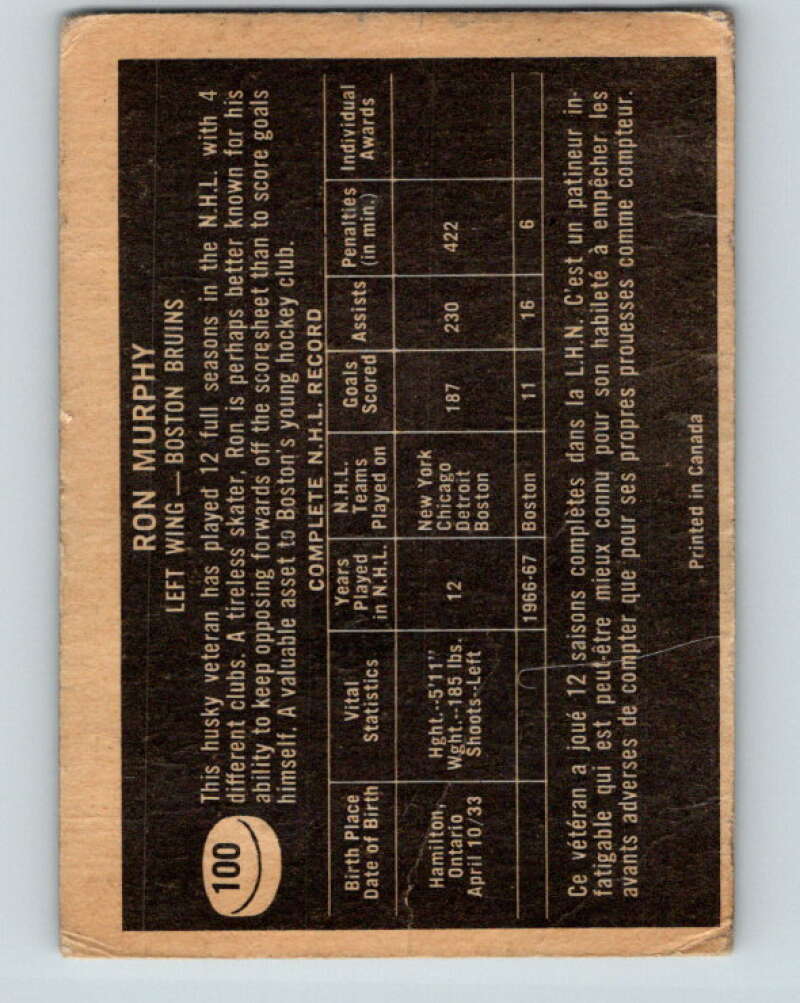 RON MURPHY
LEFT WING — BOSTON BRUINS
100
This husky veteran has played 12 full seasons in the N.H.L. with 4
different clubs. A tireless skater, Ron is perhaps better known for his
ability to keep opposing forwards off the scoresheet than to score goals
himself. A valuable asset to Boston's young hockey club.
COMPLETE N.H.L. RECORD
Birth Place
Date of Birth
Vital
Statistics
Years
Played
in N.H.L.
N.H.L.
Teams
Played on
Goals
Scored
Assists
Penalties
(in min.)
Individual
Awards
Hamilton,
Ontario
April 10/33
Hght.--5'11"
Wght.--185 lbs.
Shoots--Left
12
New York
Chicago
Detroit
Boston
187
230
422
1966-67
Boston
11
16
6
Ce vétéran a joué 12 saisons complètes dans la L.H.N. C'est un patineur in-
fatigable qui est peut-être mieux connu pour son habileté à empêcher les
avants adverses de compter que pour ses propres prouesses comme compteur.
Printed in Canada